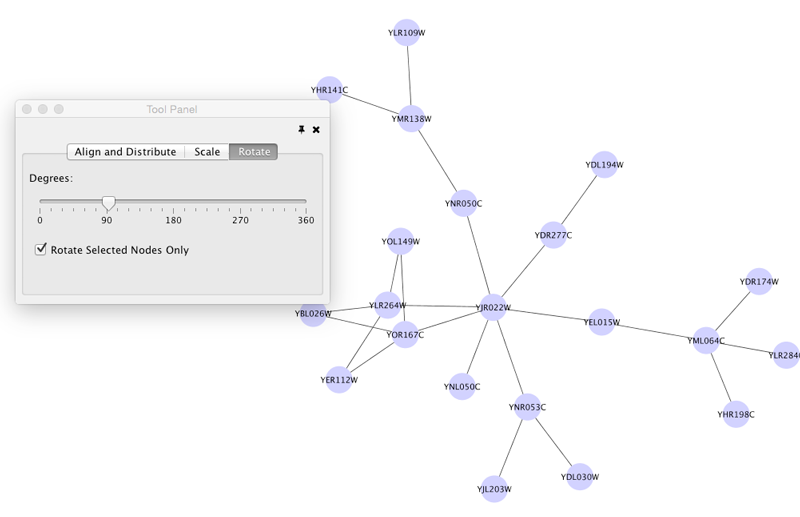 YLR109W
YHR141C
Tool Panel
YMR138W
Align and Distribute Scale Rotate
YDL194W
Degrees:
YNR050C
0 90 180 270 360
YDR277C
YOL149W
Rotate Selected Nodes Only
YDR174W
YBL026W YLR264W YJR022W
YEL015W
YOR167C
YML064C
YLR284C
YER112W YNL050C
YNR053C
YHR198C
YDL030W
YJL203W